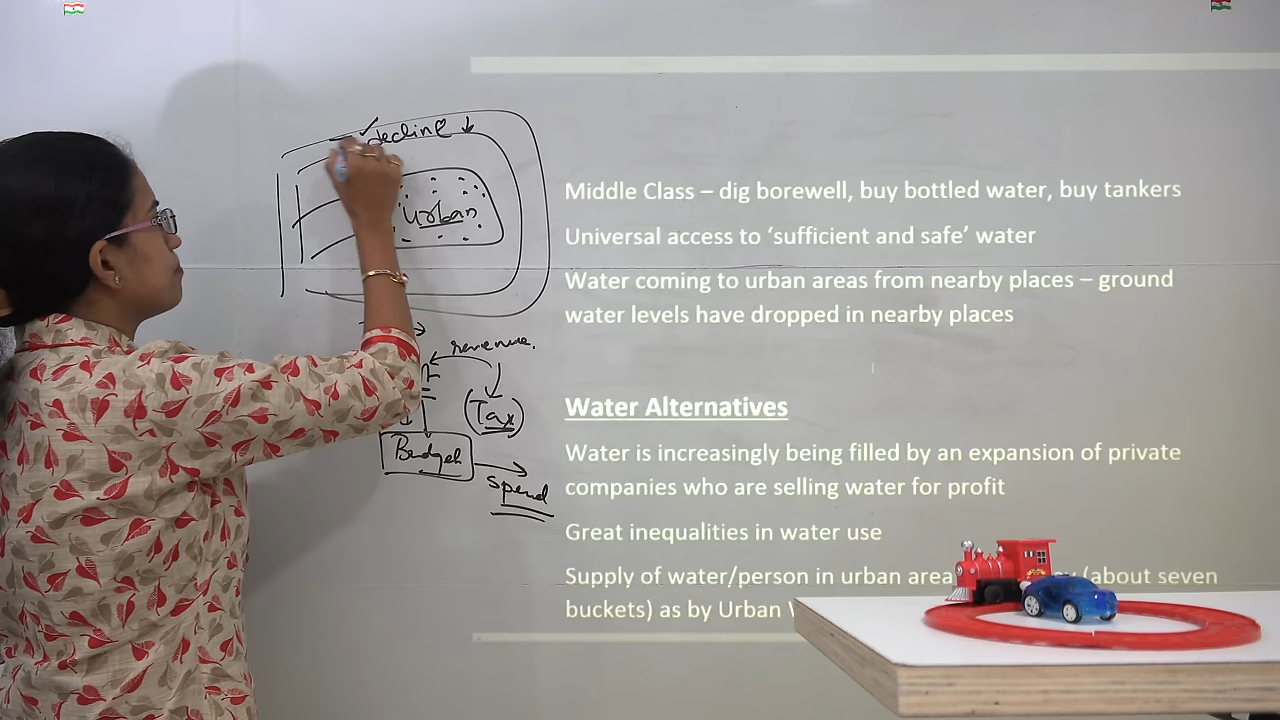 decline ↓
Urban
revenue.
(Tax)
Budget
spend
Middle Class – dig borewell, buy bottled water, buy tankers
Universal access to ‘sufficient and safe’ water
Water coming to urban areas from nearby places – ground
water levels have dropped in nearby places
Water Alternatives
Water is increasingly being filled by an expansion of private
companies who are selling water for profit
Great inequalities in water use
Supply of water/person in urban area (about seven
buckets) as by Urban